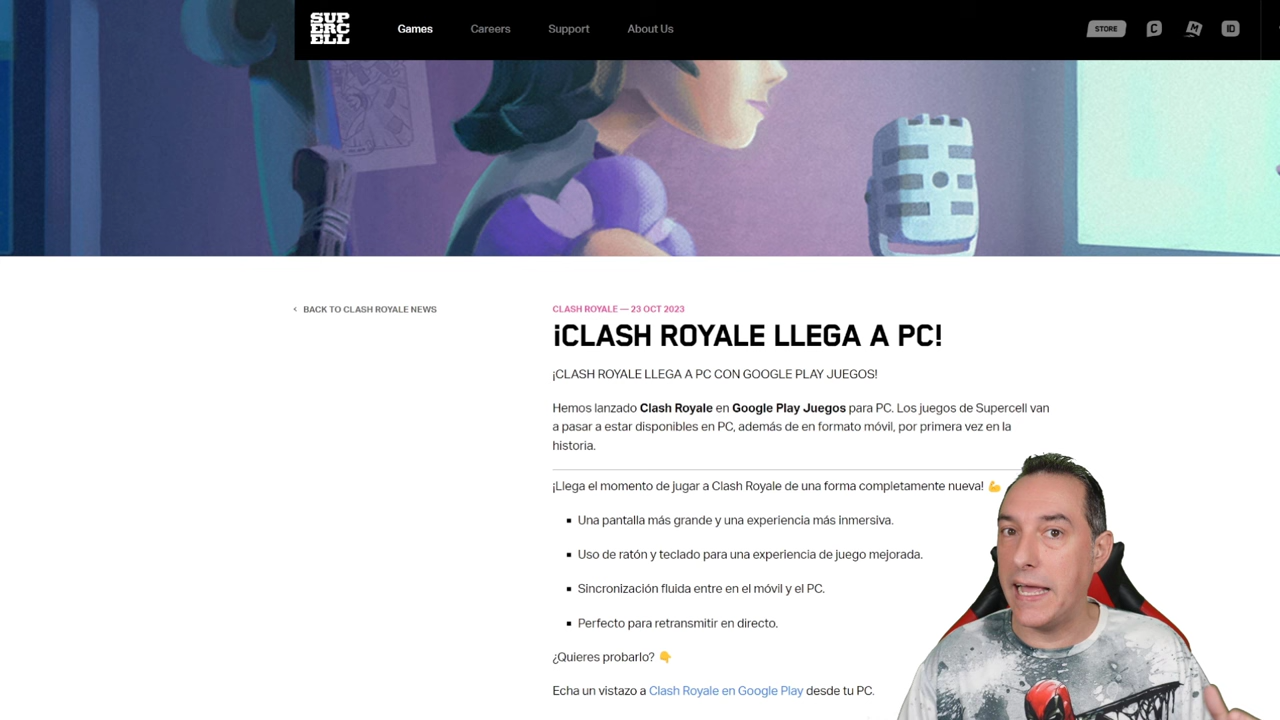 SUP
ERC
ELL
Games
Careers
Support
About Us
STORE
C
M
ID
‹ BACK TO CLASH ROYALE NEWS
CLASH ROYALE — 23 OCT 2023
¡CLASH ROYALE LLEGA A PC!
¡CLASH ROYALE LLEGA A PC CON GOOGLE PLAY JUEGOS!
Hemos lanzado Clash Royale en Google Play Juegos para PC. Los juegos de Supercell van
a pasar a estar disponibles en PC, además de en formato móvil, por primera vez en la
historia.
¡Llega el momento de jugar a Clash Royale de una forma completamente nueva! 💪
▪ Una pantalla más grande y una experiencia más inmersiva.
▪ Uso de ratón y teclado para una experiencia de juego mejorada.
▪ Sincronización fluida entre en el móvil y el PC.
▪ Perfecto para retransmitir en directo.
¿Quieres probarlo? 👇
Echa un vistazo a Clash Royale en Google Play desde tu PC.